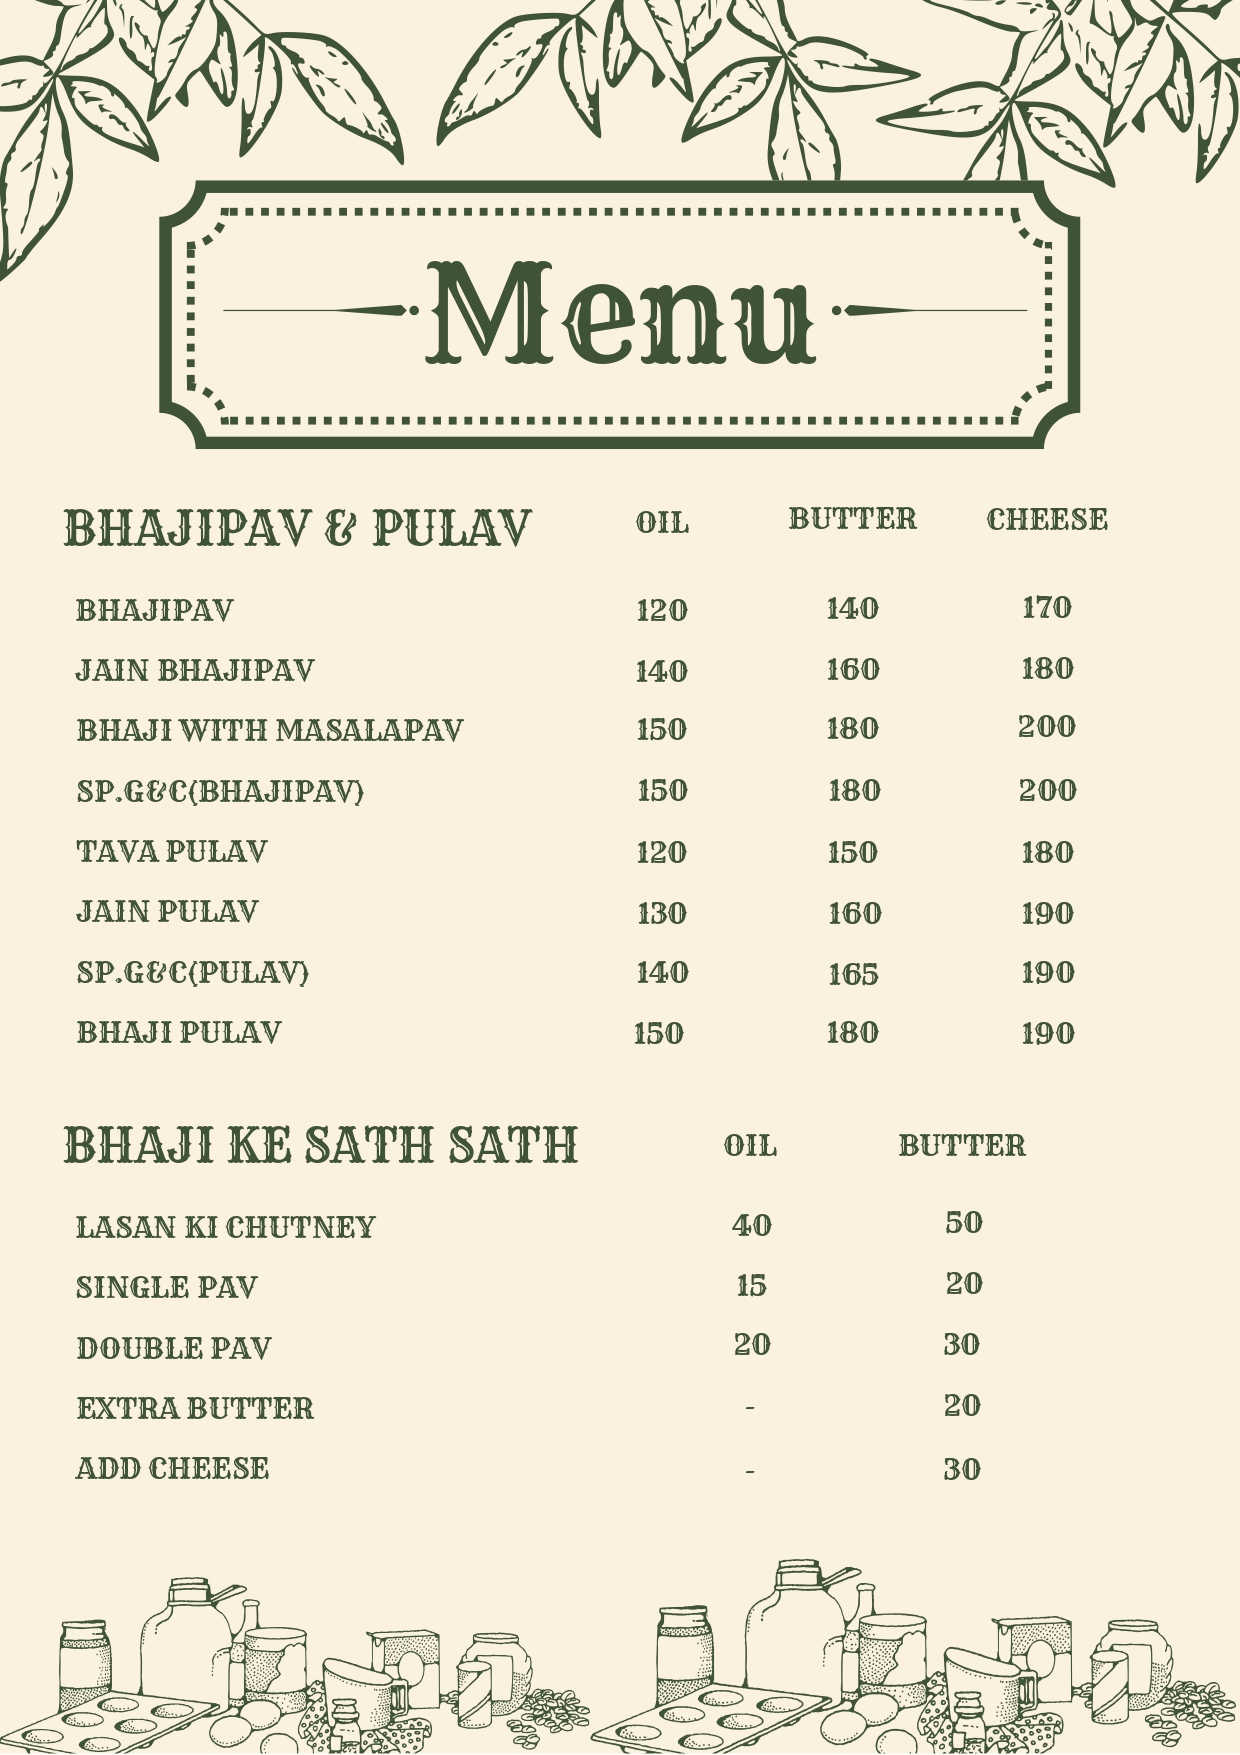 Menu
BHAJIPAV & PULAV OIL BUTTER CHEESE
BHAJIPAV 120 140 170
JAIN BHAJIPAV 140 160 180
BHAJI WITH MASALAPAV 150 180 200
SP.G&C(BHAJIPAV) 150 180 200
TAVA PULAV 120 150 180
JAIN PULAV 130 160 190
SP.G&C(PULAV) 140 165 190
BHAJI PULAV 150 180 190
BHAJI KE SATH SATH OIL BUTTER
LASAN KI CHUTNEY 40 50
SINGLE PAV 15 20
DOUBLE PAV 20 30
EXTRA BUTTER - 20
ADD CHEESE - 30